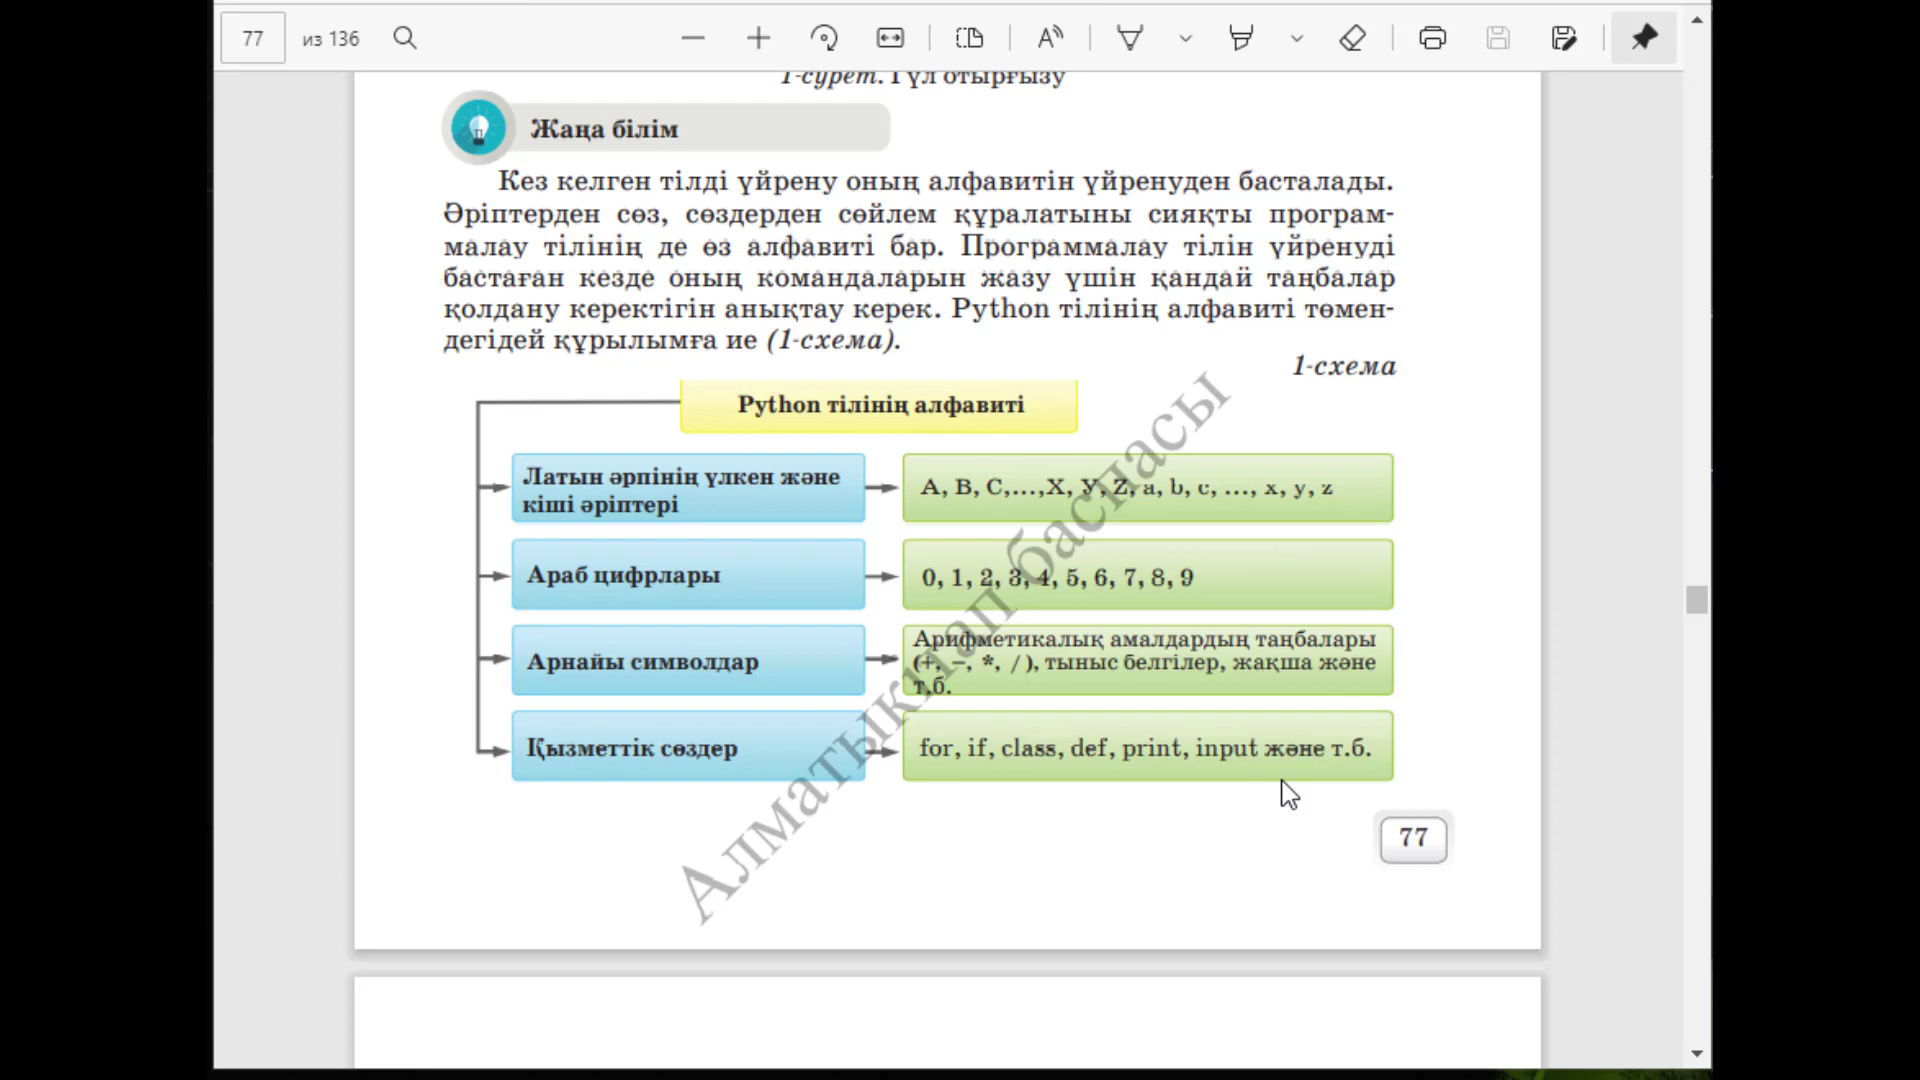 77 из 136
1-сурет. Гүл отырғызу
Жаңа білім
Кез келген тілді үйрену оның алфавитін үйренуден басталады.
Әріптерден сөз, сөздерден сөйлем құралатыны сияқты програм-
малау тілінің де өз алфавиті бар. Программалау тілін үйренуді
бастаған кезде оның командаларын жазу үшін қандай таңбалар
қолдану керектігін анықтау керек. Python тілінің алфавиті төмен-
дегідей құрылымға ие (1-схема).
1-схема
Python тілінің алфавиті
Латын әрпінің үлкен және
кіші әріптері
A, B, C,...,X, У, Z, a, b, c, ..., x, y, z
Араб цифрлары
0, 1, 2, 3, 4, 5, 6, 7, 8, 9
Арнайы символдар
Арифметикалық амалдардың таңбалары
(+, –, *, /), тыныс белгілер, жақша және
т.б.
Қызметтік сөздер
for, if, class, def, print, input және т.б.
Алматыкітап баспасы
77